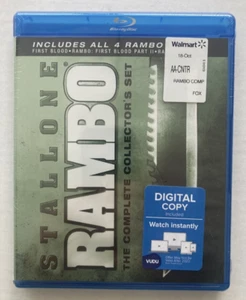 INCLUDES ALL 4 RAMBO
FIRST BLOOD • RAMBO: FIRST BLOOD PART II •
Walmart
AA-CNTR
RAMBO COMP
FOX
STALLONE
RAMBO
THE COMPLETE COLLECTOR'S SET
DIGITAL
COPY
Included
Watch Instantly
VUDU